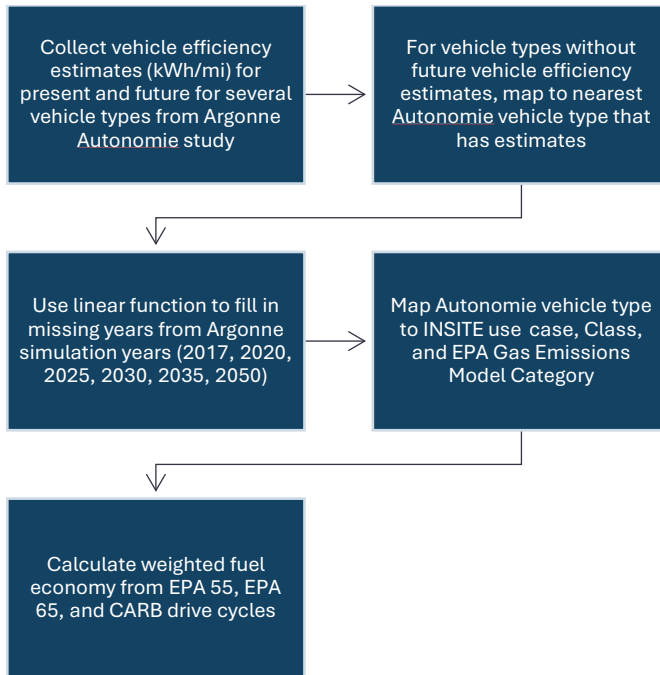 Collect vehicle efficiency
estimates (kWh/mi) for
present and future for several
vehicle types from Argonne
Autonomie study
For vehicle types without
future vehicle efficiency
estimates, map to nearest
Autonomie vehicle type that
has estimates
Use linear function to fill in
missing years from Argonne
simulation years (2017, 2020,
2025, 2030, 2035, 2050)
Map Autonomie vehicle type
to INSITE use case, Class,
and EPA Gas Emissions
Model Category
Calculate weighted fuel
economy from EPA 55, EPA
65, and CARB drive cycles